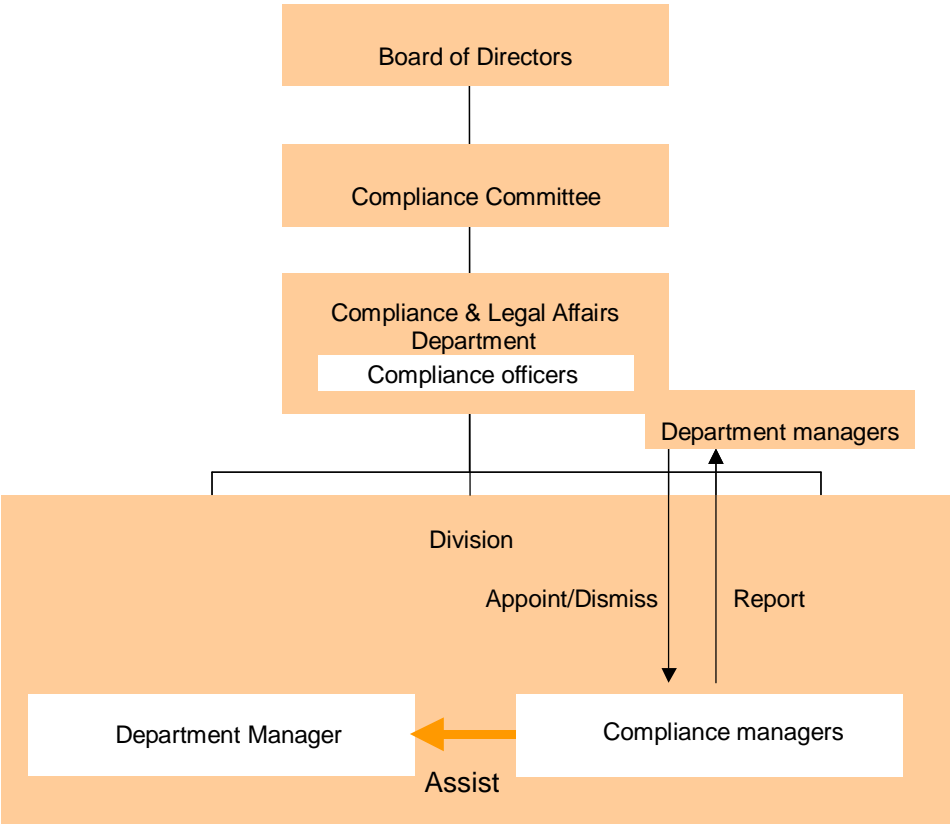 Board of Directors
Compliance Committee
Compliance & Legal Affairs
Department
Compliance officers
Department managers
Division
Appoint/Dismiss
Report
Department Manager
Compliance managers
Assist